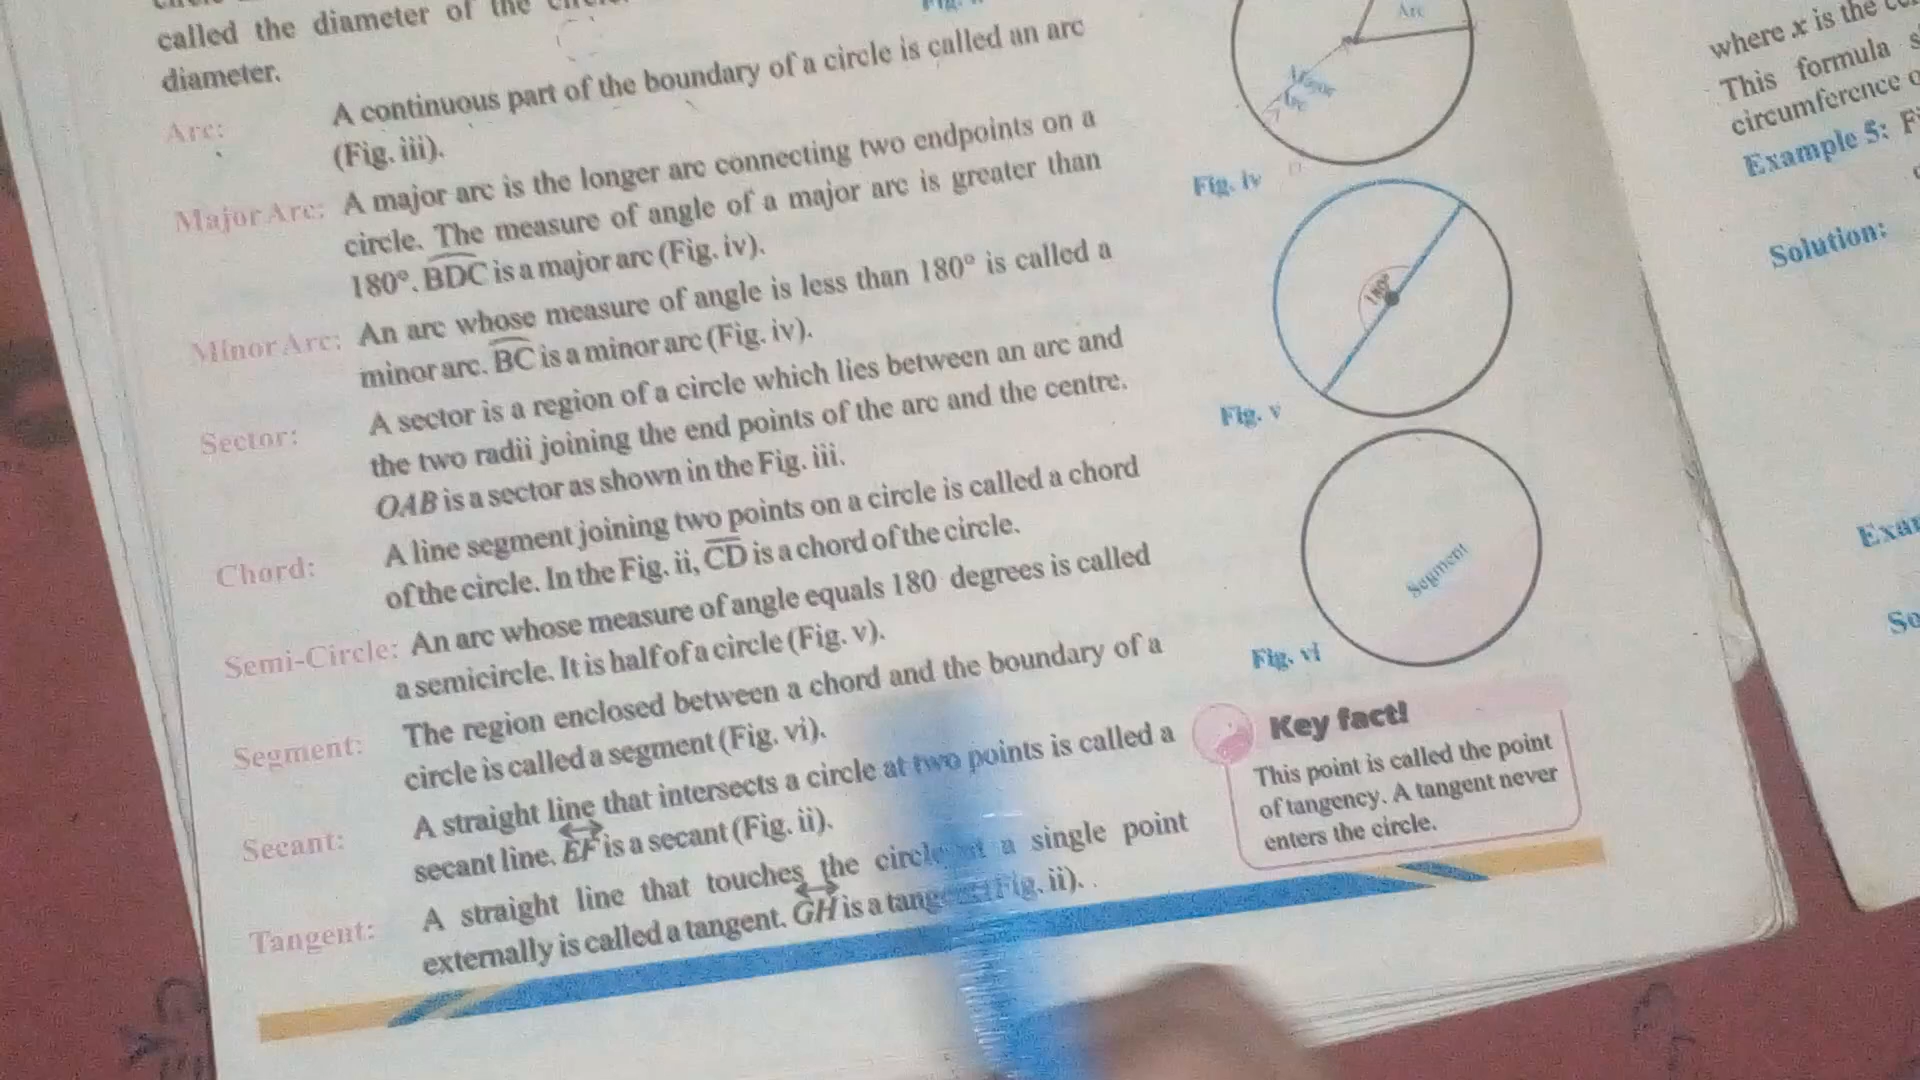 called the diameter of the
diameter.
Arc: A continuous part of the boundary of a circle is called an arc
(Fig. iii).
Major Arc: A major arc is the longer arc connecting two endpoints on a
circle. The measure of angle of a major arc is greater than
180°. BDC is a major arc (Fig. iv).
Minor Arc: An arc whose measure of angle is less than 180° is called a
minor arc. BC is a minor arc (Fig. iv).
Sector: A sector is a region of a circle which lies between an arc and
the two radii joining the end points of the arc and the centre.
OAB is a sector as shown in the Fig. iii.
Chord: A line segment joining two points on a circle is called a chord
of the circle. In the Fig. ii, CD is a chord of the circle.
Semi-Circle: An arc whose measure of angle equals 180 degrees is called
a semicircle. It is half of a circle (Fig. v).
Segment: The region enclosed between a chord and the boundary of a
circle is called a segment (Fig. vi).
Secant: A straight line that intersects a circle at two points is called a
secant line. EF is a secant (Fig. ii).
Tangent: A straight line that touches the circle at a single point
externally is called a tangent. GH is a tangent (Fig. ii).
Arc
Major
Arc
Fig. iv
180°
Fig. v
Segment
Fig. vi
Key fact!
This point is called the point
of tangency. A tangent never
enters the circle.
where x is the
This formula
circumference
Example 5:
Solution: